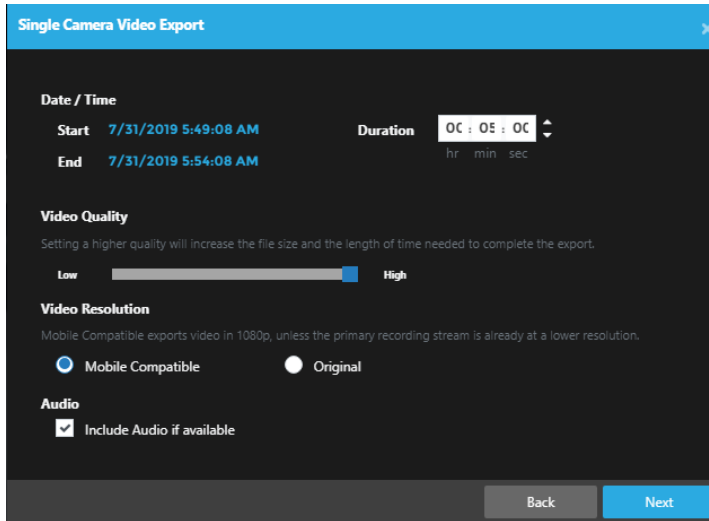 Single Camera Video Export
Date / Time
Start 7/31/2019 5:49:08 AM Duration 00 : 05 : 00
hr min sec
End 7/31/2019 5:54:08 AM
Video Quality
Setting a higher quality will increase the file size and the length of time needed to complete the export.
Low High
Video Resolution
Mobile Compatible exports video in 1080p, unless the primary recording stream is already at a lower resolution.
Mobile Compatible Original
Audio
Include Audio if available
Back Next